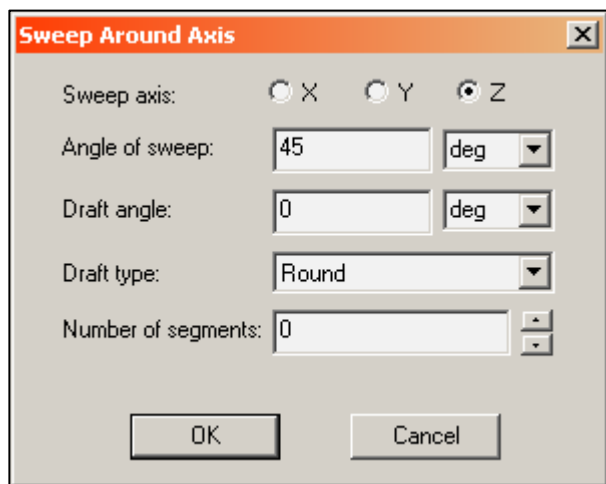 Sweep Around Axis
Sweep axis: X Y Z
Angle of sweep: 45 deg
Draft angle: 0 deg
Draft type: Round
Number of segments: 0
OK Cancel